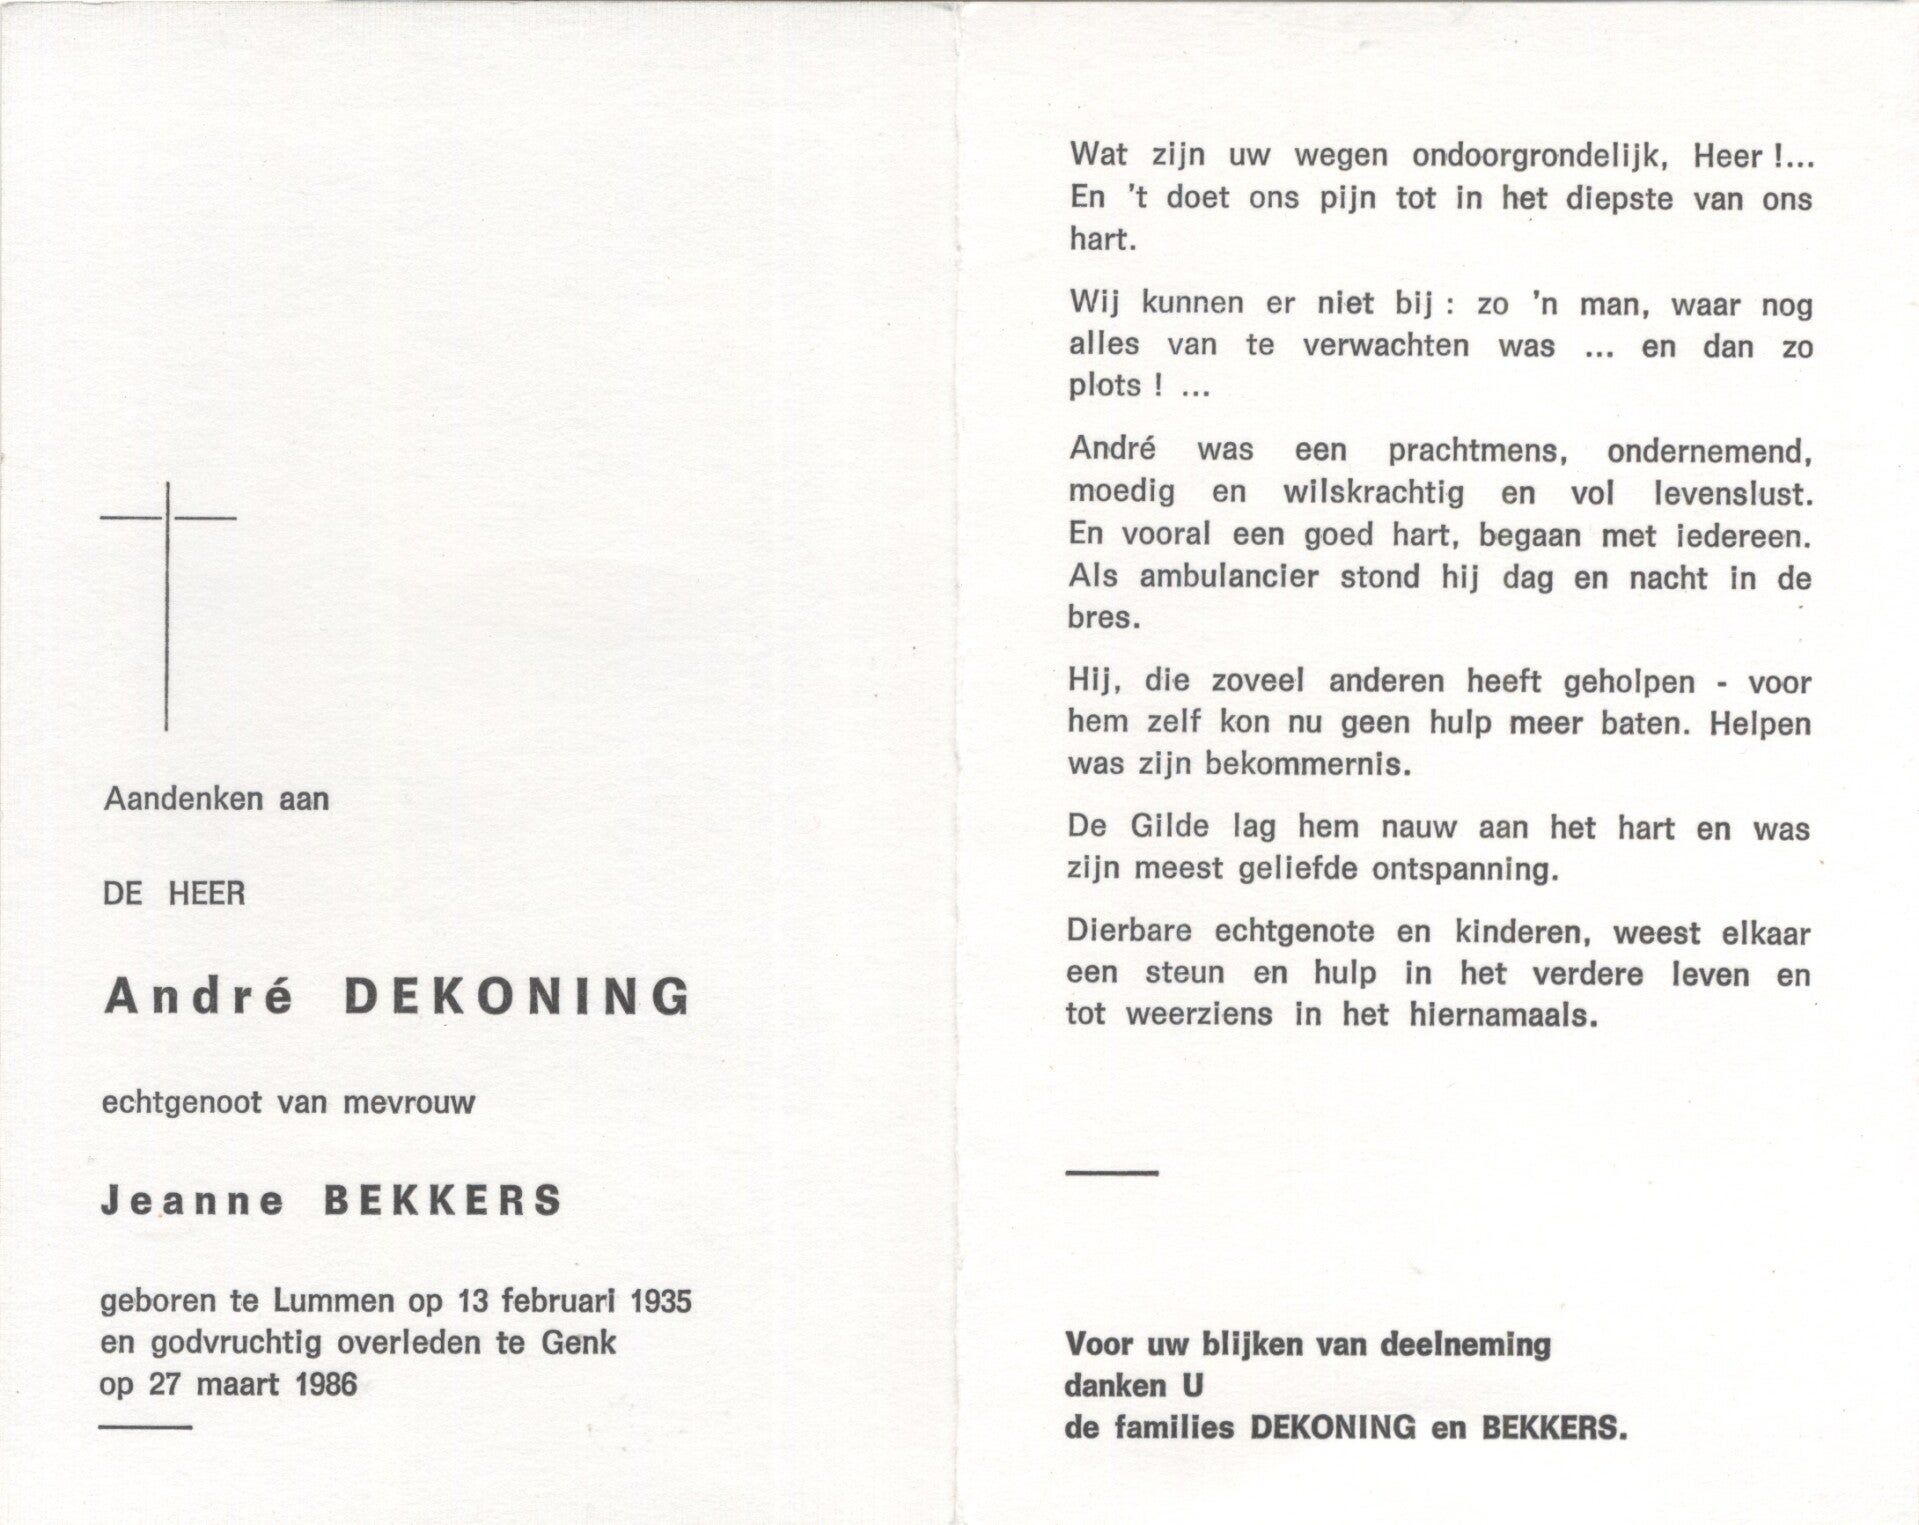 Aandenken aan
DE HEER
André DEKONING
echtgenoot van mevrouw
Jeanne BEKKERS
geboren te Lummen op 13 februari 1935
en godvruchtig overleden te Genk
op 27 maart 1986
Wat zijn uw wegen ondoorgrondelijk, Heer !...
En 't doet ons pijn tot in het diepste van ons
hart.
Wij kunnen er niet bij : zo 'n man, waar nog
alles van te verwachten was ... en dan zo
plots ! ...
André was een prachtmens, ondernemend,
moedig en wilskrachtig en vol levenslust.
En vooral een goed hart, begaan met iedereen.
Als ambulancier stond hij dag en nacht in de
bres.
Hij, die zoveel anderen heeft geholpen - voor
hem zelf kon nu geen hulp meer baten. Helpen
was zijn bekommernis.
De Gilde lag hem nauw aan het hart en was
zijn meest geliefde ontspanning.
Dierbare echtgenote en kinderen, weest elkaar
een steun en hulp in het verdere leven en
tot weerziens in het hiernamaals.
Voor uw blijken van deelneming
danken U
de families DEKONING en BEKKERS.